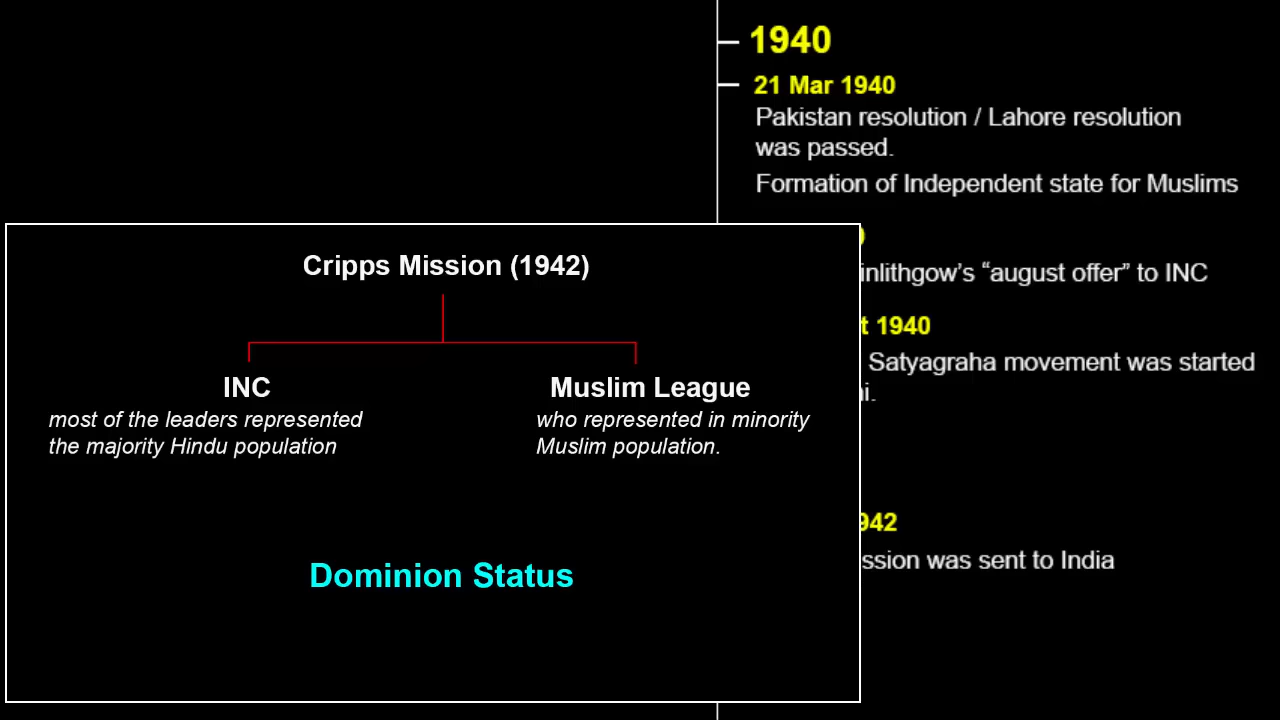 1940
21 Mar 1940
Pakistan resolution / Lahore resolution
was passed.
Formation of Independent state for Muslims
inlithgow's “august offer” to INC
t 1940
Satyagraha movement was started
942
ssion was sent to India
Cripps Mission (1942)
INC
most of the leaders represented
the majority Hindu population
Muslim League
who represented in minority
Muslim population.
Dominion Status